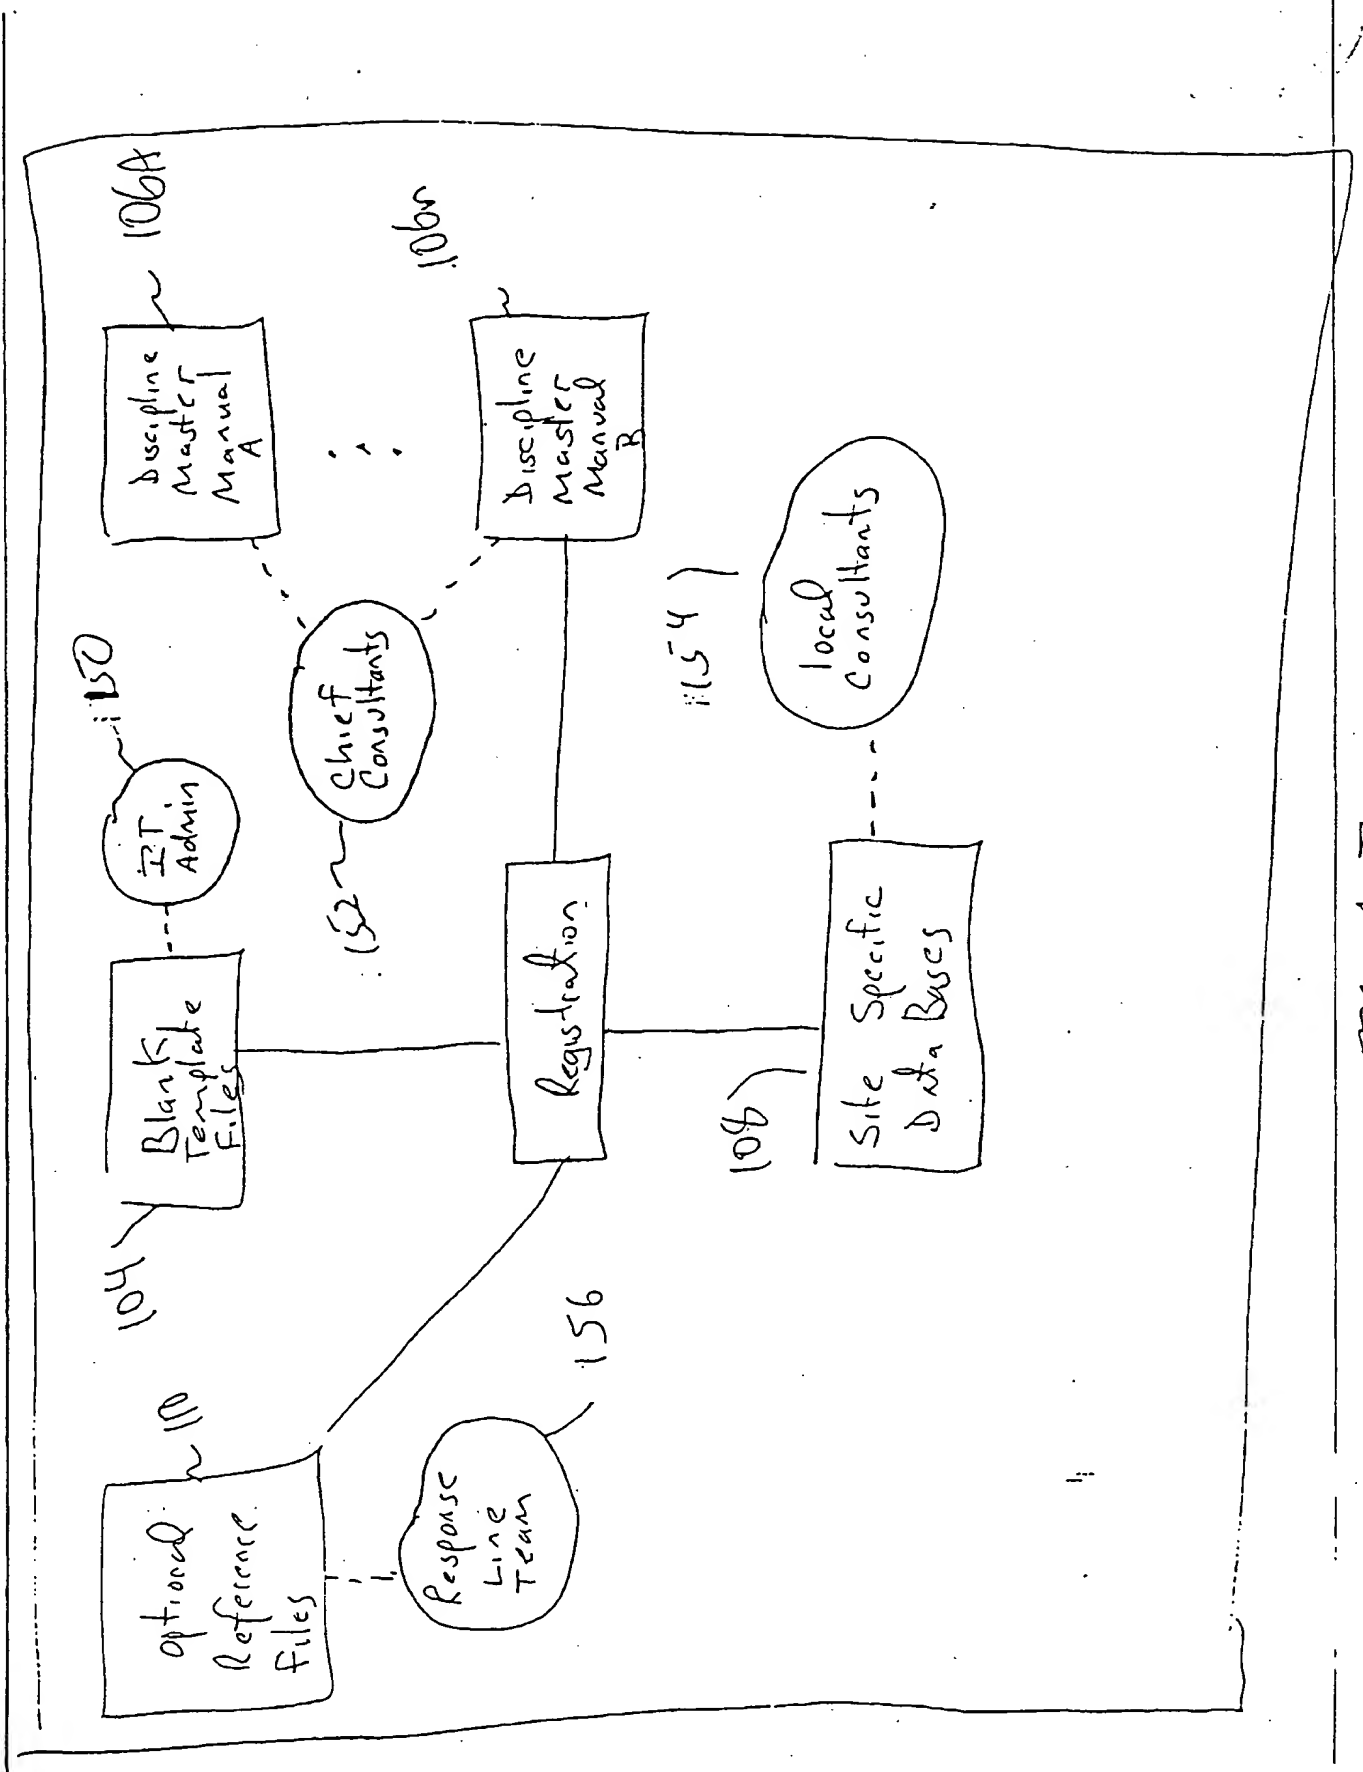 110
Optional
Reference
Files
104
Blank
Template
Files
150
I.T.
Admin
106A
Discipline
Master
Manual
A
152
Chief
Consultants
106n
Discipline
Master
Manual
B
Response
Line
Team
156
Registration
108
Site Specific
Data Bases
154
local
Consultants